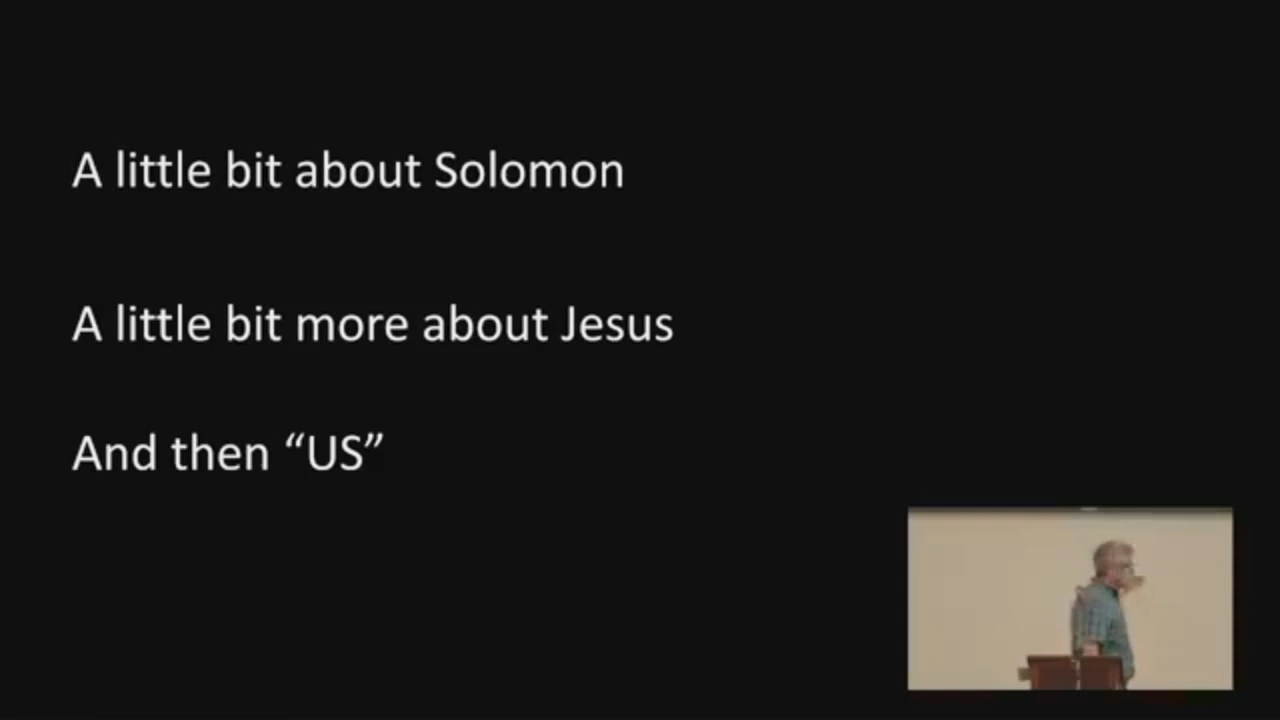 A little bit about Solomon
A little bit more about Jesus
And then “US”